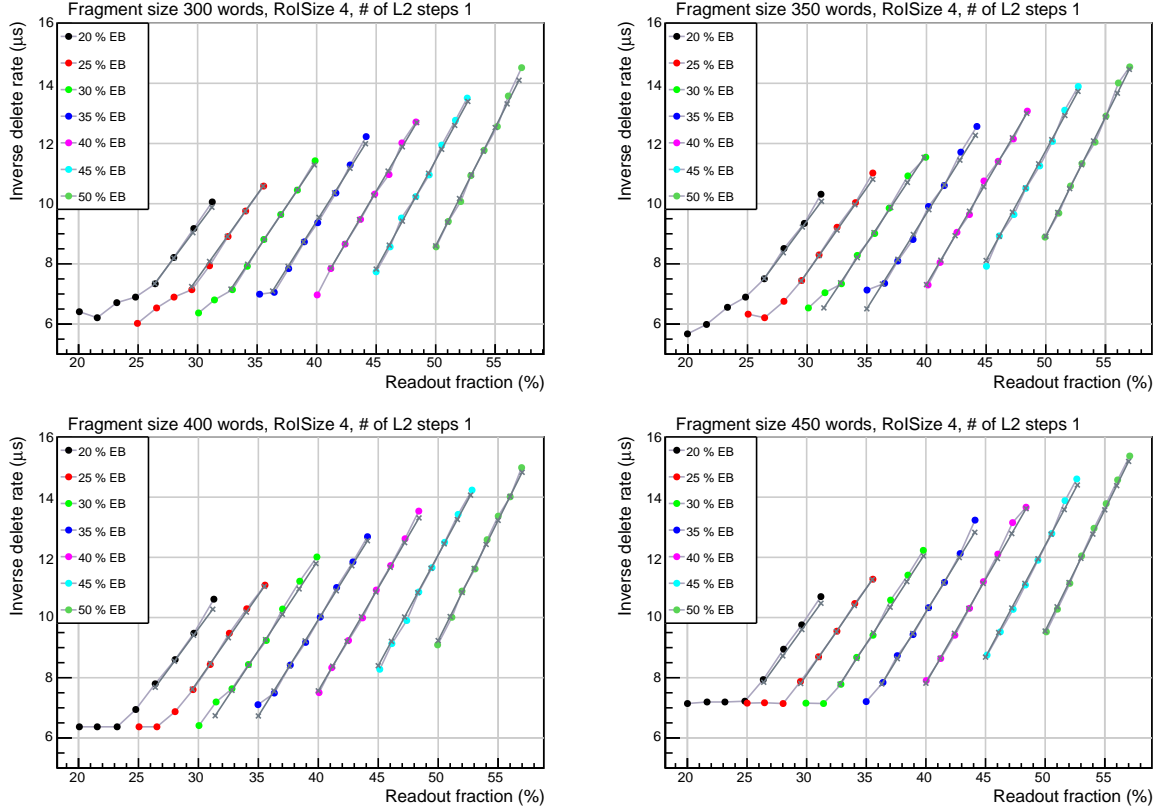 Fragment size 300 words, RoISize 4, # of L2 steps 1
Inverse delete rate (μs)
16
14
12
10
8
6
20 % EB
25 % EB
30 % EB
35 % EB
40 % EB
45 % EB
50 % EB
20 25 30 35 40 45 50 55
Readout fraction (%)
Fragment size 350 words, RoISize 4, # of L2 steps 1
Inverse delete rate (μs)
16
14
12
10
8
6
20 % EB
25 % EB
30 % EB
35 % EB
40 % EB
45 % EB
50 % EB
20 25 30 35 40 45 50 55
Readout fraction (%)
Fragment size 400 words, RoISize 4, # of L2 steps 1
Inverse delete rate (μs)
16
14
12
10
8
6
20 % EB
25 % EB
30 % EB
35 % EB
40 % EB
45 % EB
50 % EB
20 25 30 35 40 45 50 55
Readout fraction (%)
Fragment size 450 words, RoISize 4, # of L2 steps 1
Inverse delete rate (μs)
16
14
12
10
8
6
20 % EB
25 % EB
30 % EB
35 % EB
40 % EB
45 % EB
50 % EB
20 25 30 35 40 45 50 55
Readout fraction (%)